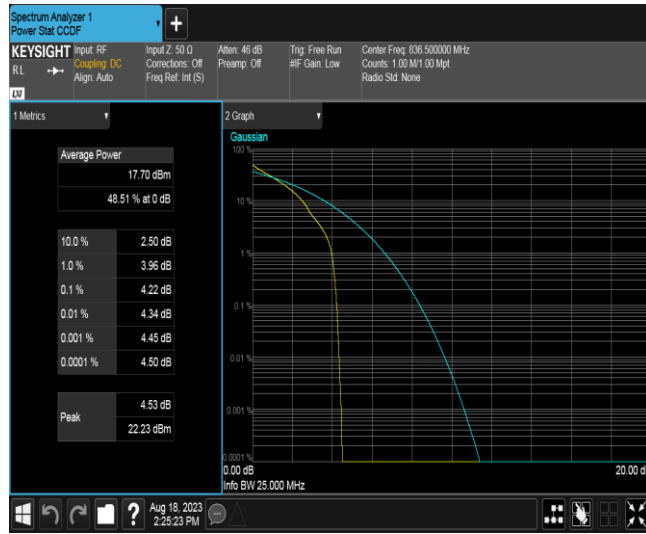 Spectrum Analyzer 1
Power Stat CCDF
+
KEYSIGHT
RL
LXI
Input: RF
Coupling: DC
Align: Auto
Input Z: 50 Ω
Corrections: Off
Freq Ref: Int (S)
Atten: 46 dB
Preamp: Off
Trig: Free Run
#IF Gain: Low
Center Freq: 836.500000 MHz
Counts: 1.00 M/1.00 Mpt
Radio Std: None
1 Metrics
Average Power
17.70 dBm
48.51 % at 0 dB
10.0 % 2.50 dB
1.0 % 3.96 dB
0.1 % 4.22 dB
0.01 % 4.34 dB
0.001 % 4.45 dB
0.0001 % 4.50 dB
Peak
4.53 dB
22.23 dBm
2 Graph
Gaussian
100 %
10 %
1 %
0.1 %
0.01 %
0.001 %
0.0001 %
0.00 dB
20.00 d
Info BW 25.000 MHz
?
Aug 18, 2023
2:25:23 PM